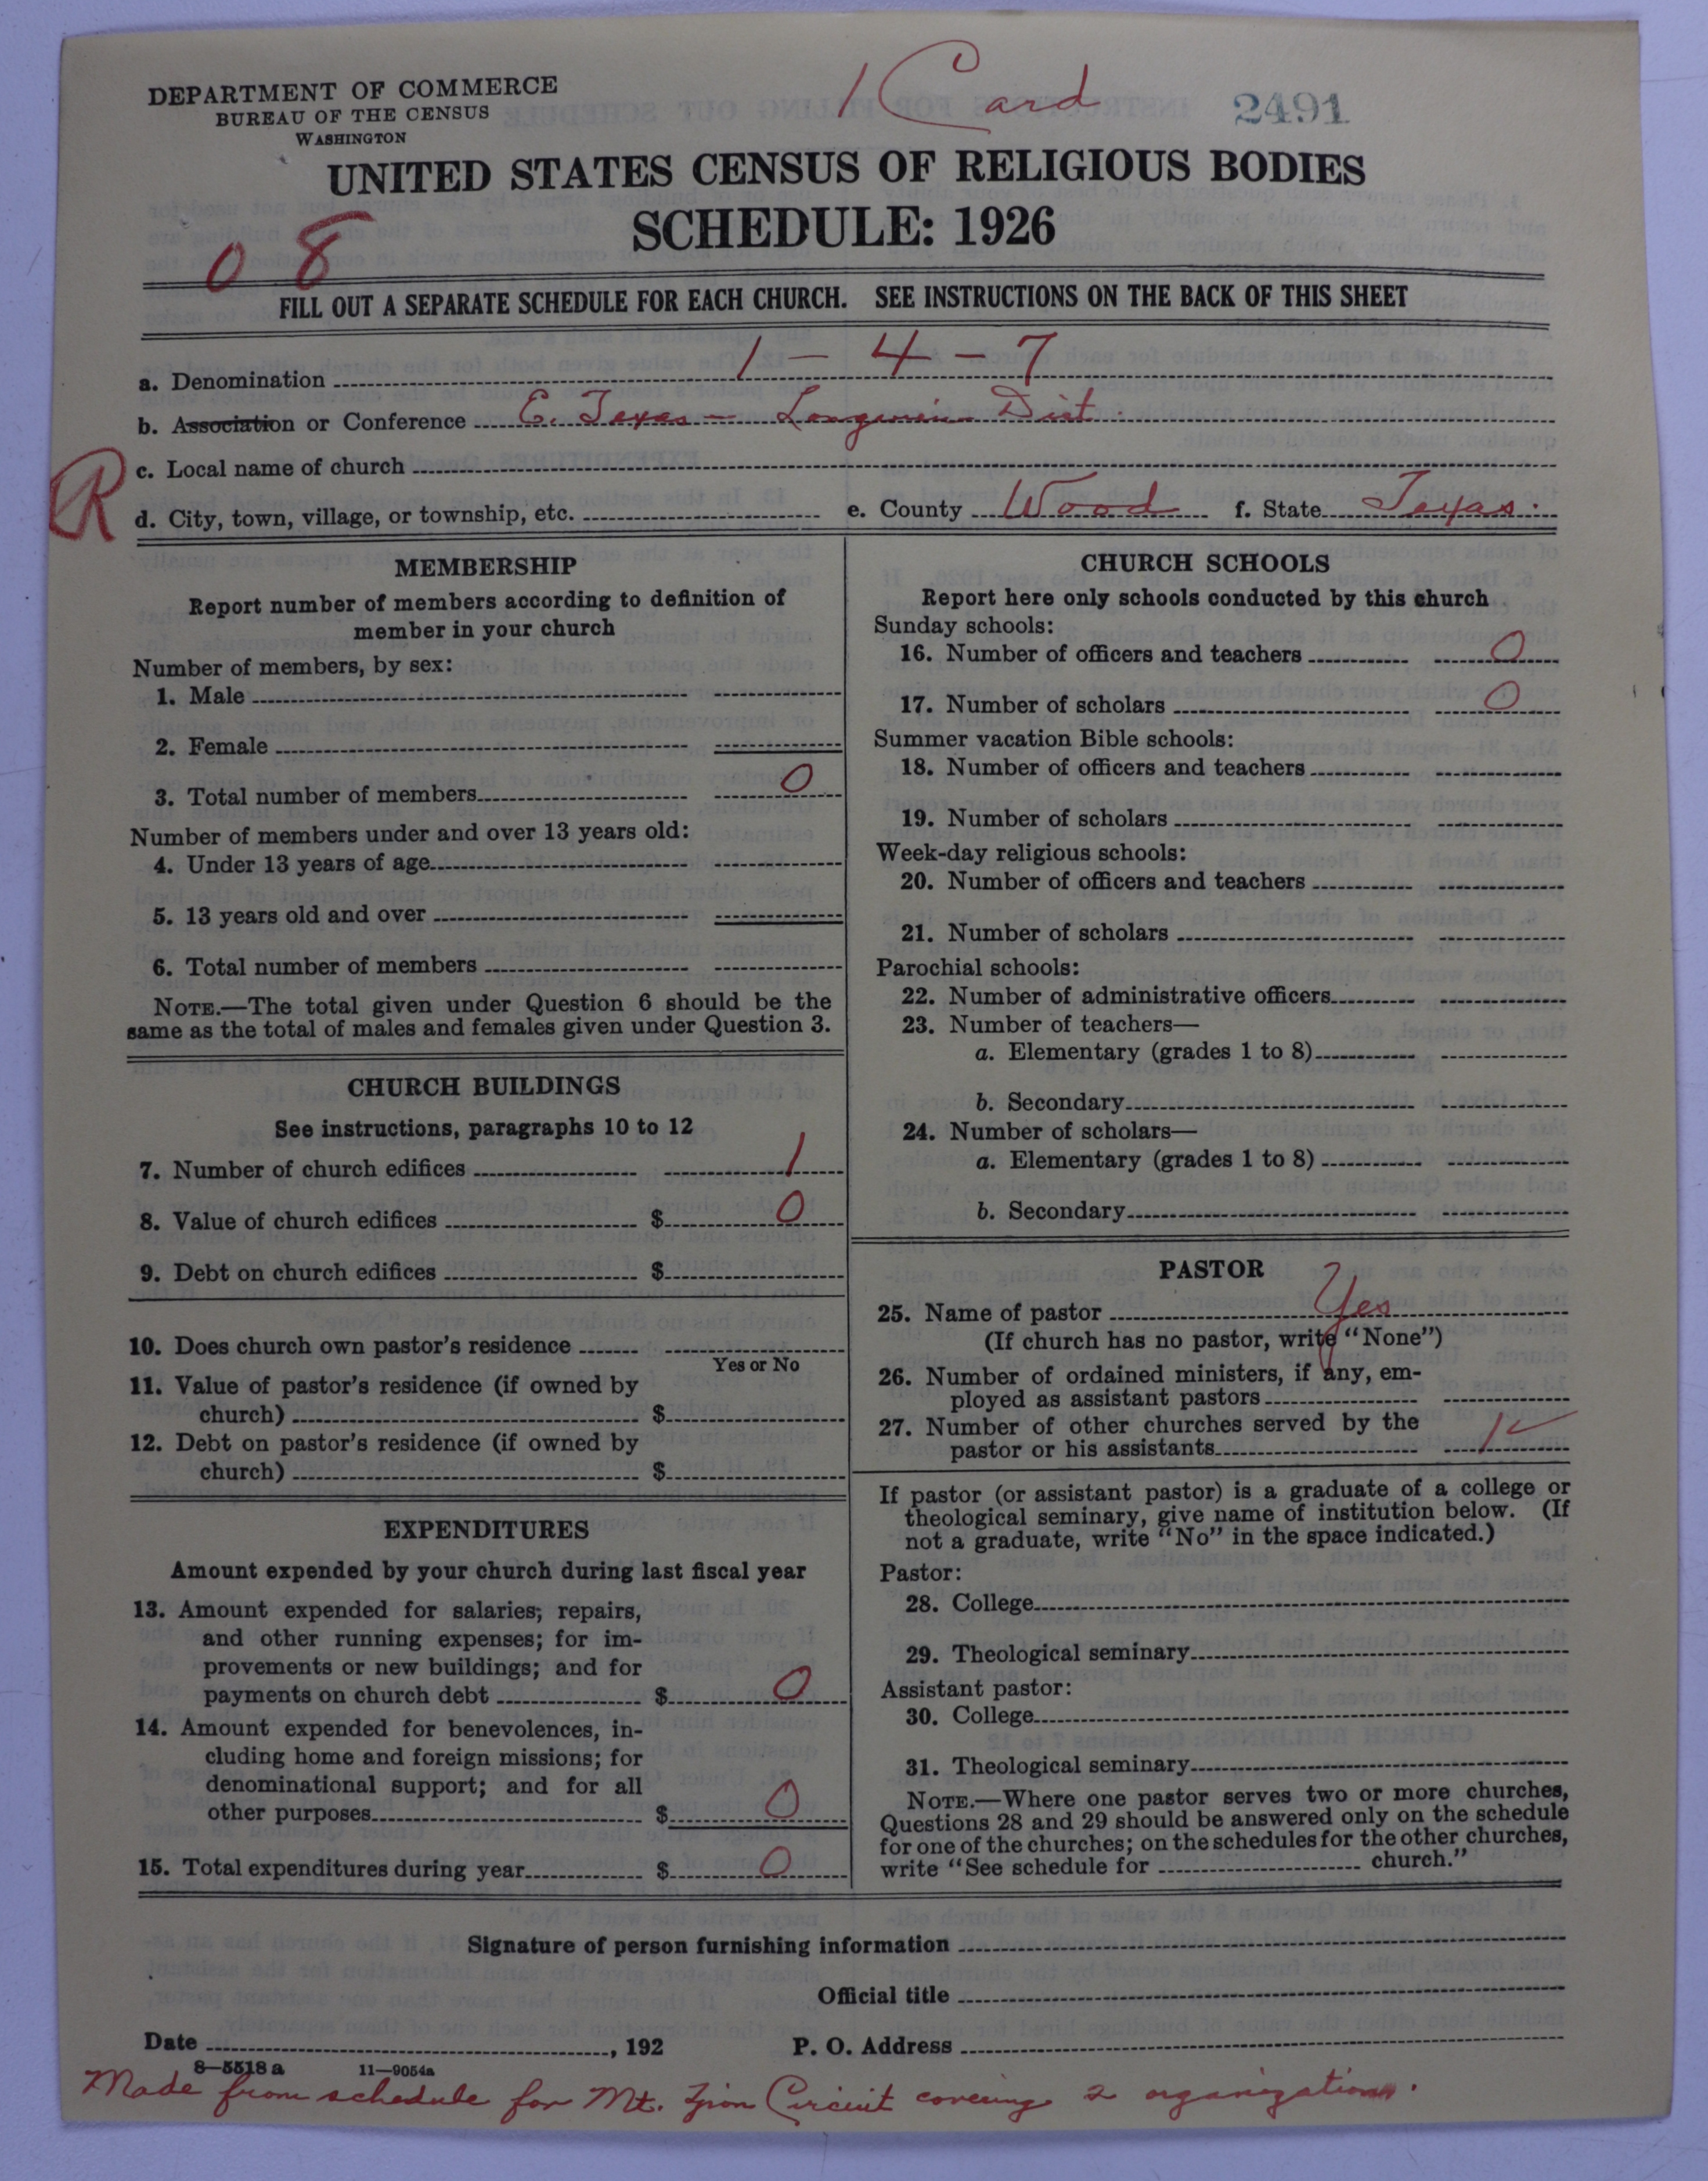 DEPARTMENT OF COMMERCE
BUREAU OF THE CENSUS
WASHINGTON
1 Card
2491
UNITED STATES CENSUS OF RELIGIOUS BODIES
SCHEDULE: 1926
0 8
FILL OUT A SEPARATE SCHEDULE FOR EACH CHURCH. SEE INSTRUCTIONS ON THE BACK OF THIS SHEET
a. Denomination 1 - 4 - 7
b. Association or Conference E. Texas - Longview Dist.
R
c. Local name of church
d. City, town, village, or township, etc. e. County Wood f. State Texas.
MEMBERSHIP
Report number of members according to definition of
member in your church
Number of members, by sex:
1. Male
2. Female
3. Total number of members 0
Number of members under and over 13 years old:
4. Under 13 years of age
5. 13 years old and over
6. Total number of members
NOTE.—The total given under Question 6 should be the
same as the total of males and females given under Question 3.
CHURCH BUILDINGS
See instructions, paragraphs 10 to 12
7. Number of church edifices 1
8. Value of church edifices $ 0
9. Debt on church edifices $
10. Does church own pastor's residence
Yes or No
11. Value of pastor's residence (if owned by
church) $
12. Debt on pastor's residence (if owned by
church) $
EXPENDITURES
Amount expended by your church during last fiscal year
13. Amount expended for salaries, repairs,
and other running expenses; for im-
provements or new buildings; and for
payments on church debt $ 0
14. Amount expended for benevolences, in-
cluding home and foreign missions; for
denominational support; and for all
other purposes $ 0
15. Total expenditures during year $ 0
CHURCH SCHOOLS
Report here only schools conducted by this church
Sunday schools:
16. Number of officers and teachers 0
17. Number of scholars 0
Summer vacation Bible schools:
18. Number of officers and teachers
19. Number of scholars
Week-day religious schools:
20. Number of officers and teachers
21. Number of scholars
Parochial schools:
22. Number of administrative officers
23. Number of teachers—
a. Elementary (grades 1 to 8)
b. Secondary
24. Number of scholars—
a. Elementary (grades 1 to 8)
b. Secondary
PASTOR
25. Name of pastor Yes
(If church has no pastor, write "None")
26. Number of ordained ministers, if any, em-
ployed as assistant pastors
27. Number of other churches served by the
pastor or his assistants 1 ✓
If pastor (or assistant pastor) is a graduate of a college or
theological seminary, give name of institution below. (If
not a graduate, write "No" in the space indicated.)
Pastor:
28. College
29. Theological seminary
Assistant pastor:
30. College
31. Theological seminary
NOTE.—Where one pastor serves two or more churches,
Questions 28 and 29 should be answered only on the schedule
for one of the churches; on the schedules for the other churches,
write "See schedule for church."
Signature of person furnishing information
Official title
Date , 192 P. O. Address
8—5518 a 11—9054a
Made from schedule for Mt. Zion Circuit covering 2 organizations.